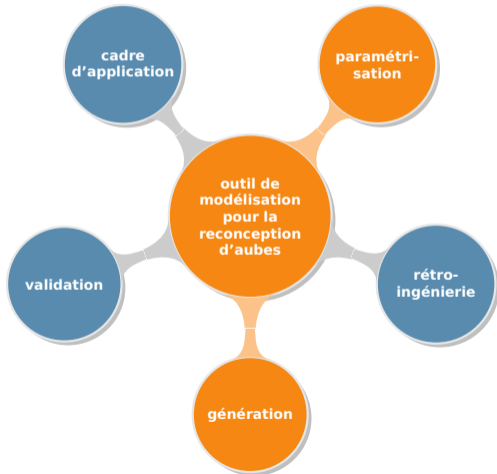 cadre
d'application
paramétri-
sation
outil de
modélisation
pour la
reconception
d'aubes
validation
rétro-
ingénierie
génération